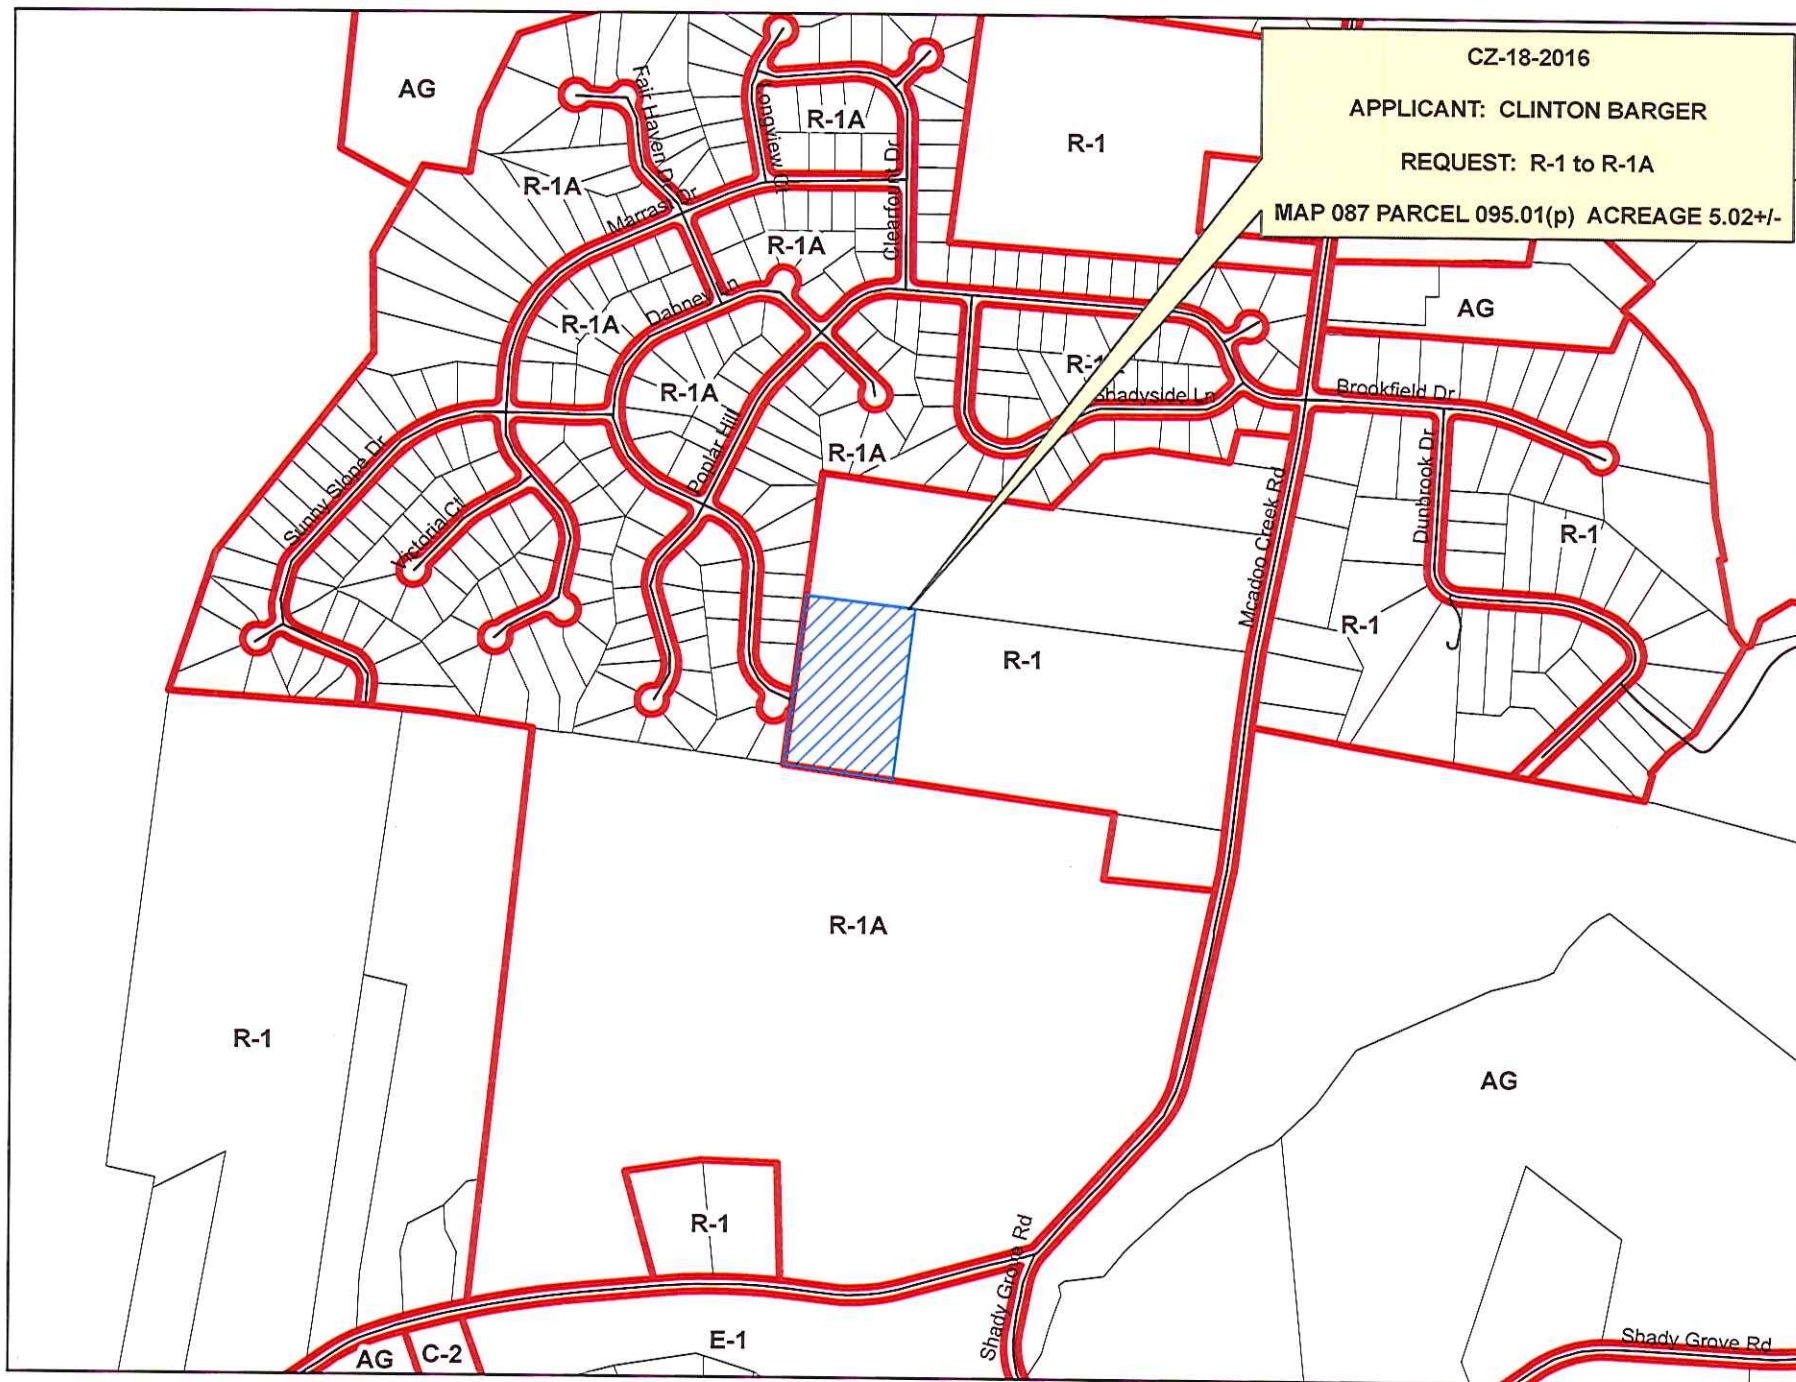 CZ-18-2016
APPLICANT: CLINTON BARGER
REQUEST: R-1 to R-1A
MAP 087 PARCEL 095.01(p) ACREAGE 5.02+/-
AG
Fair Haven Dr
Longview Ct
R-1A
R-1
R-1A
Marrast Dr
Clearfount Dr
R-1A
R-1A
Dabney Ln
AG
R-1A
Shadyside Ln
Brookfield Dr
Poplar Hill
R-1A
Sunny Slope Dr
Victoria Ct
Mcadoo Creek Rd
Dunbrook Dr
R-1
R-1
R-1
R-1A
R-1
AG
R-1
Shady Grove Rd
E-1
Shady Grove Rd
AG
C-2